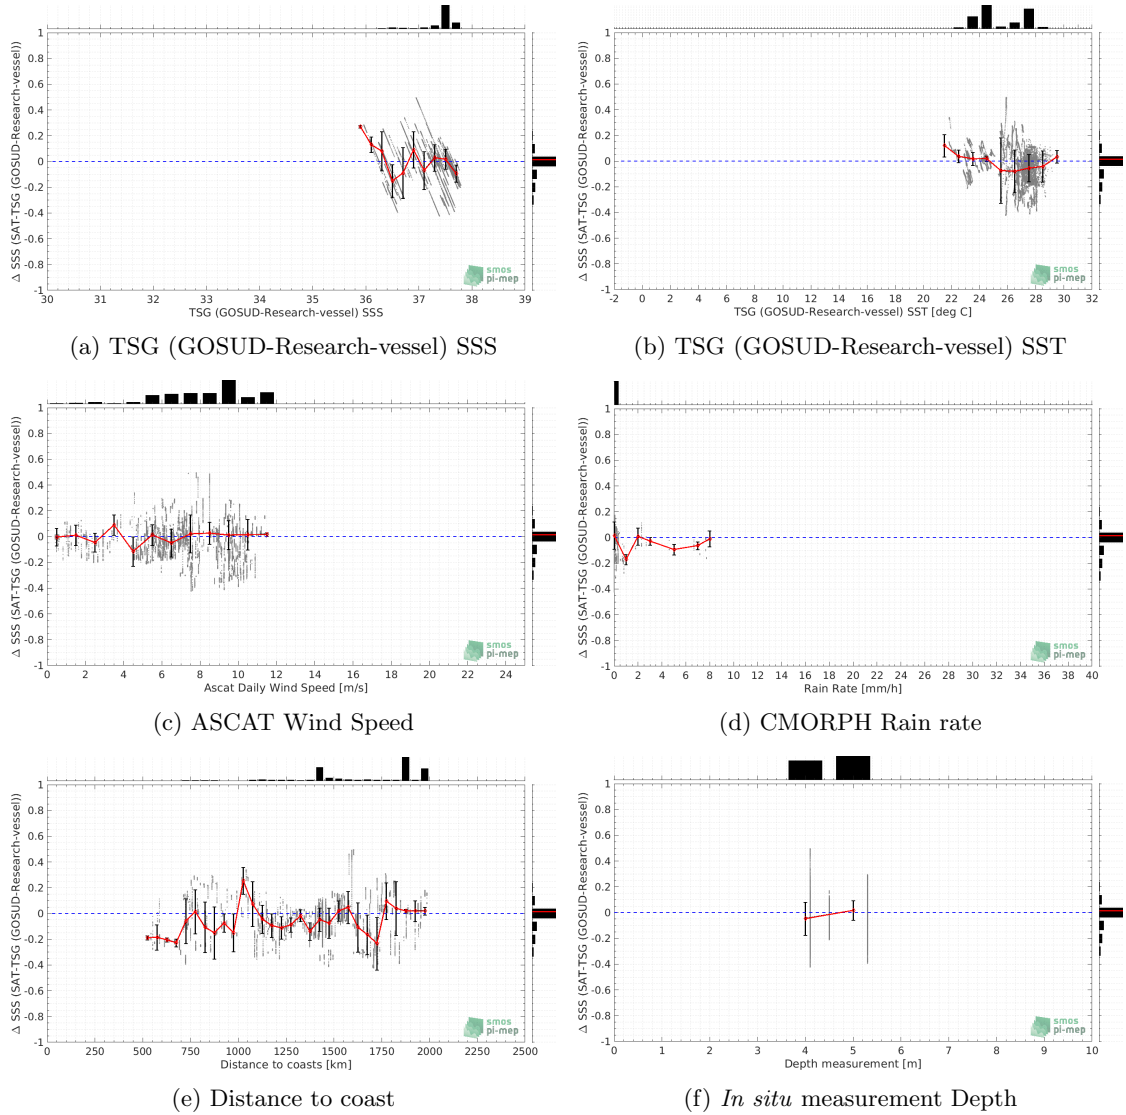 1
0.8
0.6
0.4
0.2
0
-0.2
-0.4
-0.6
-0.8
-1
Δ SSS (SAT-TSG (GOSUD-Research-vessel))
smos
pi-mep
30 31 32 33 34 35 36 37 38 39
TSG (GOSUD-Research-vessel) SSS
(a) TSG (GOSUD-Research-vessel) SSS
1
0.8
0.6
0.4
0.2
0
-0.2
-0.4
-0.6
-0.8
-1
Δ SSS (SAT-TSG (GOSUD-Research-vessel))
smos
pi-mep
-2 0 2 4 6 8 10 12 14 16 18 20 22 24 26 28 30 32
TSG (GOSUD-Research-vessel) SST [deg C]
(b) TSG (GOSUD-Research-vessel) SST
1
0.8
0.6
0.4
0.2
0
-0.2
-0.4
-0.6
-0.8
-1
Δ SSS (SAT-TSG (GOSUD-Research-vessel))
smos
pi-mep
0 2 4 6 8 10 12 14 16 18 20 22 24
Ascat Daily Wind Speed [m/s]
(c) ASCAT Wind Speed
1
0.8
0.6
0.4
0.2
0
-0.2
-0.4
-0.6
-0.8
-1
Δ SSS (SAT-TSG (GOSUD-Research-vessel))
smos
pi-mep
0 2 4 6 8 10 12 14 16 18 20 22 24 26 28 30 32 34 36 38 40
Rain Rate [mm/h]
(d) CMORPH Rain rate
1
0.8
0.6
0.4
0.2
0
-0.2
-0.4
-0.6
-0.8
-1
Δ SSS (SAT-TSG (GOSUD-Research-vessel))
smos
pi-mep
0 250 500 750 1000 1250 1500 1750 2000 2250 2500
Distance to coasts [km]
(e) Distance to coast
1
0.8
0.6
0.4
0.2
0
-0.2
-0.4
-0.6
-0.8
-1
Δ SSS (SAT-TSG (GOSUD-Research-vessel))
smos
pi-mep
0 1 2 3 4 5 6 7 8 9 10
Depth measurement [m]
(f) In situ measurement Depth